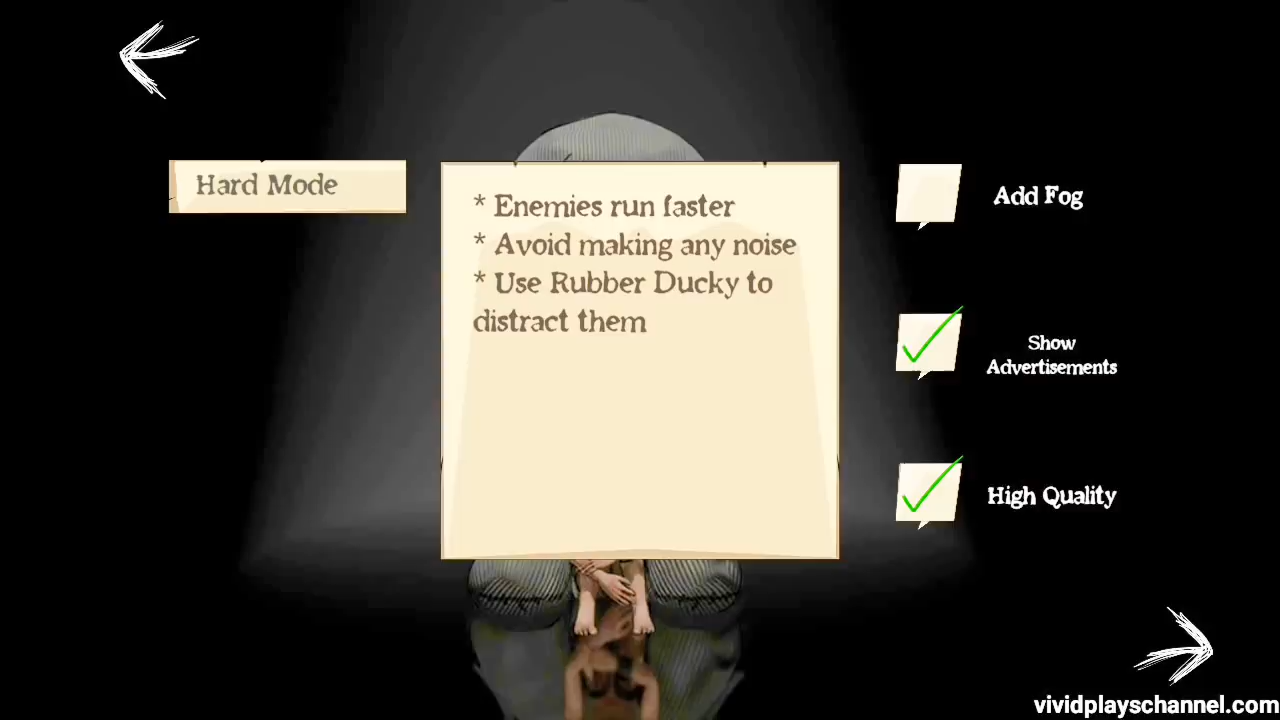 Hard Mode
* Enemies run faster
* Avoid making any noise
* Use Rubber Ducky to
distract them
Add Fog
Show
Advertisements
High Quality
vividplayschannel.com